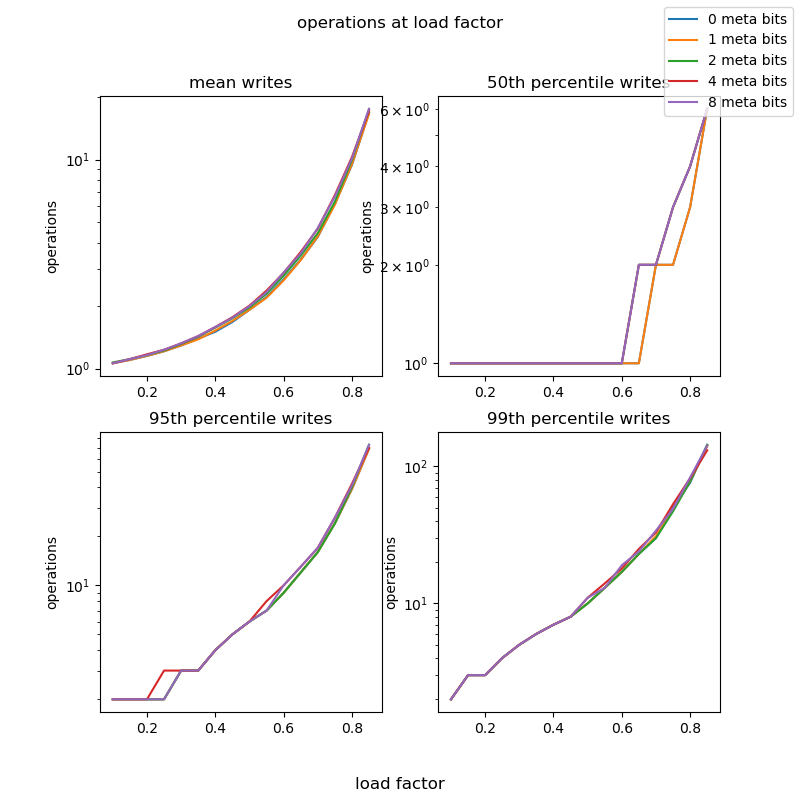 operations at load factor
0 meta bits
1 meta bits
2 meta bits
4 meta bits
8 meta bits
mean writes
operations
10¹
10⁰
0.2 0.4 0.6 0.8
50th percentile writes
operations
6 × 10⁰
4 × 10⁰
3 × 10⁰
2 × 10⁰
10⁰
0.2 0.4 0.6 0.8
95th percentile writes
operations
10¹
0.2 0.4 0.6 0.8
99th percentile writes
operations
10²
10¹
0.2 0.4 0.6 0.8
load factor